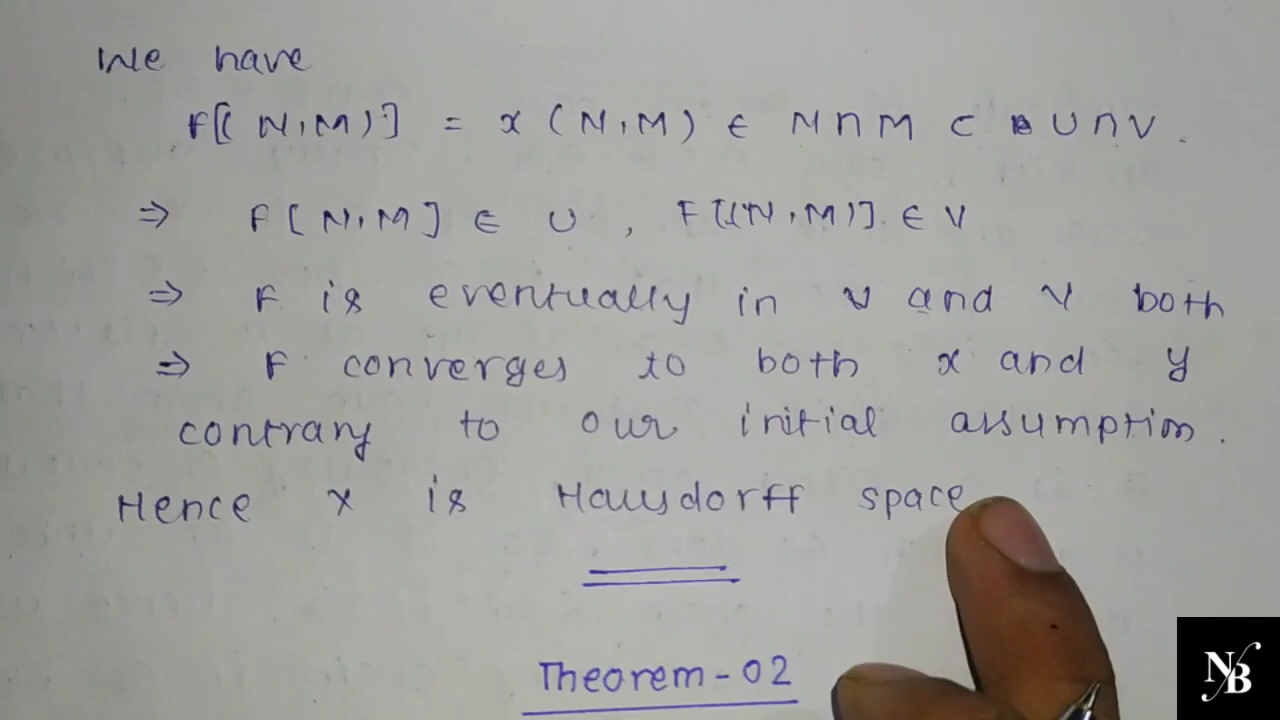 We have
F[(N,M)] = x(N,M) ∈ N∩M ⊂ U∩V.
⇒ F[N,M] ∈ U, F[(N,M)] ∈ V
⇒ F is eventually in U and V both
⇒ F converges to both x and y
contrary to our initial assumption.
Hence X is Hausdorff space
Theorem-02
NB